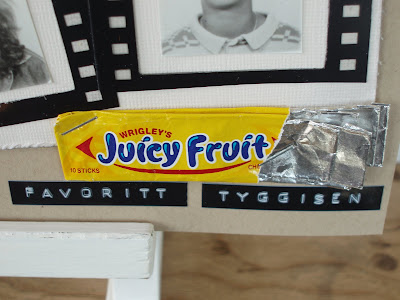 WRIGLEY'S
Juicy Fruit
10 STICKS
FAVORITT TYGGISEN